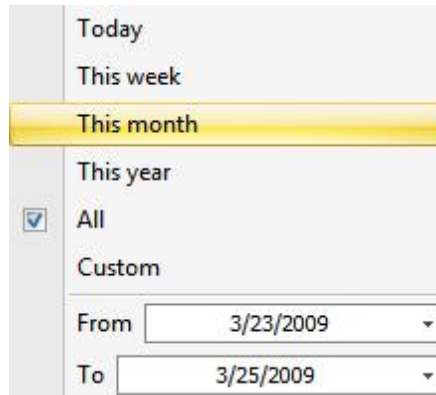 Today
This week
This month
This year
All
Custom
From 3/23/2009
To 3/25/2009